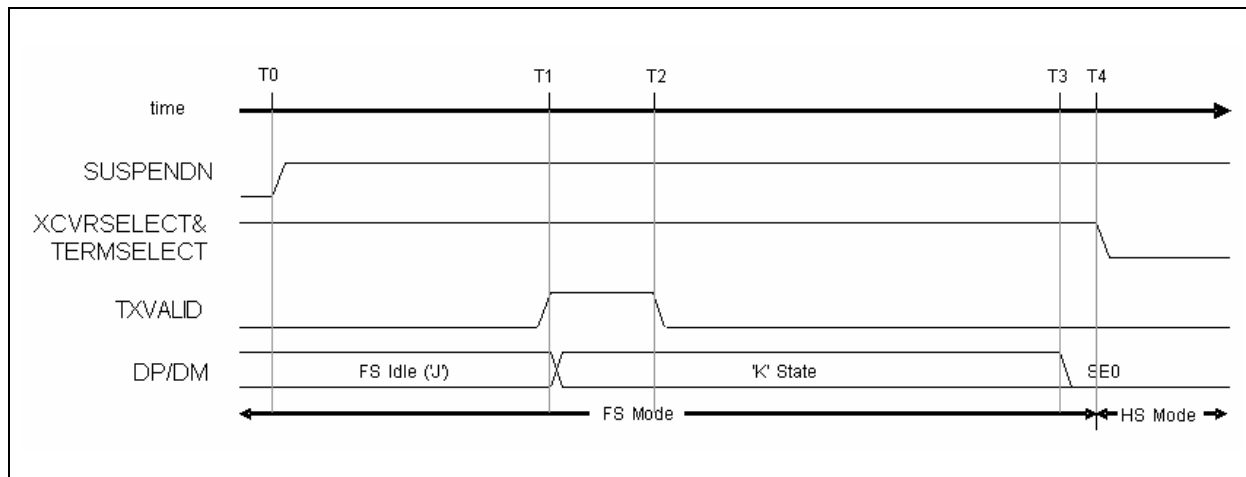 T0 T1 T2 T3 T4
time
SUSPENDN
XCVRSELECT&
TERMSELECT
TXVALID
DP/DM FS Idle ('J') 'K' State SE0
FS Mode HS Mode